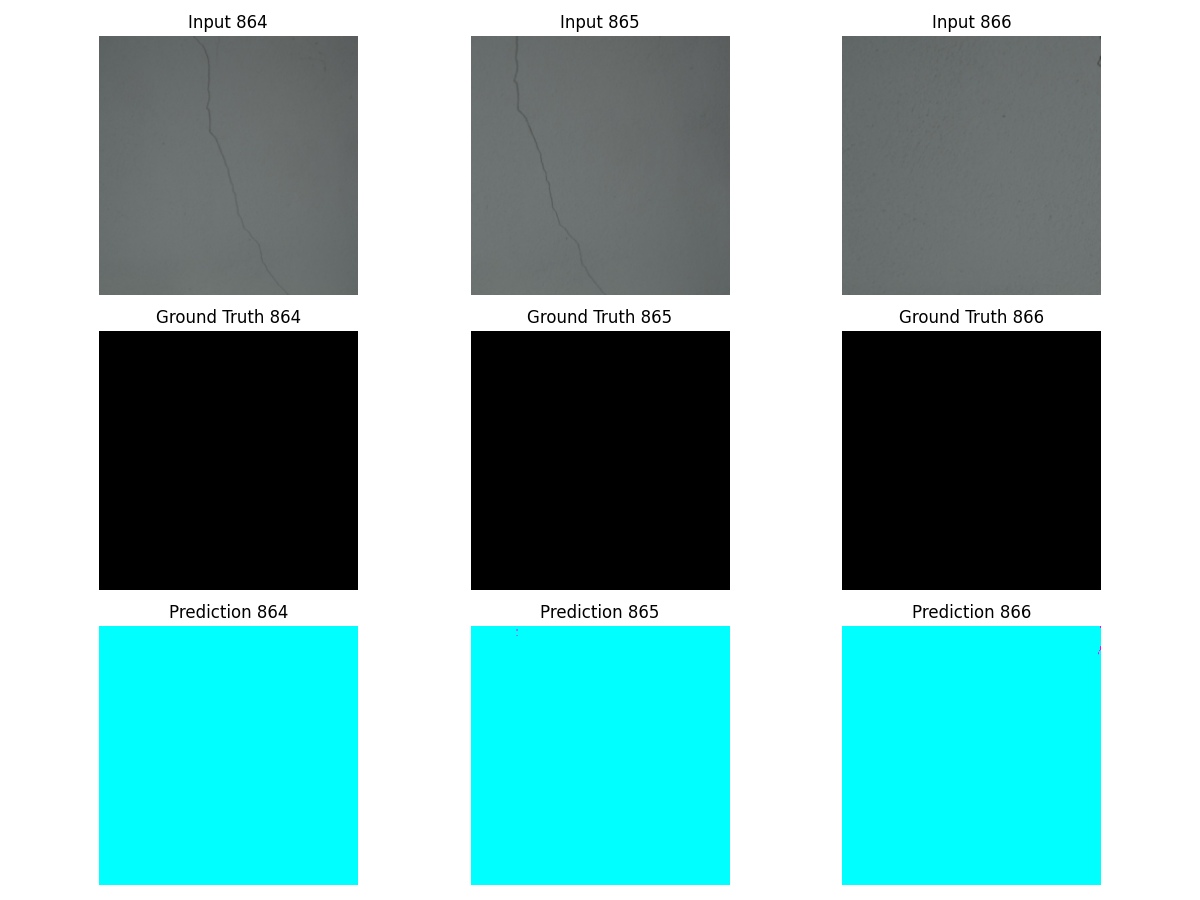 Input 864
Input 865
Input 866
Ground Truth 864
Ground Truth 865
Ground Truth 866
Prediction 864
Prediction 865
Prediction 866